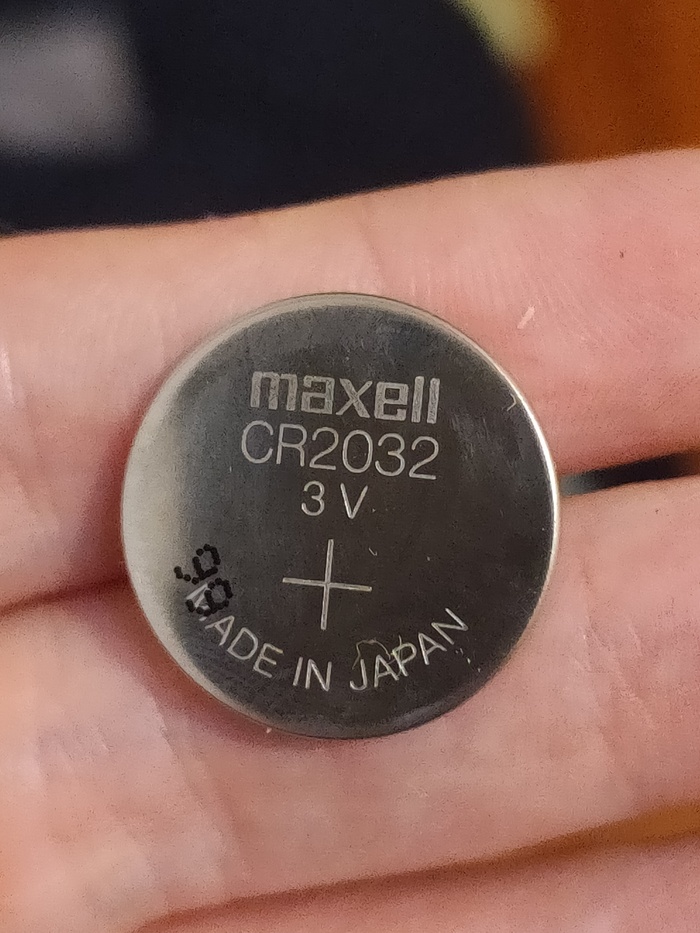 maxell
CR2032
3 V
+
MADE IN JAPAN